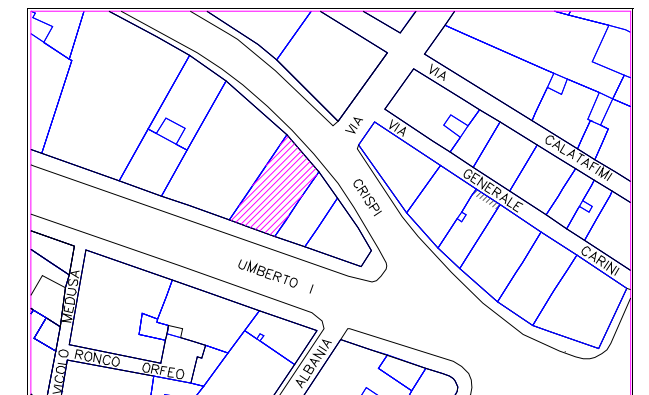 VIA
CALATAFIMI
VIA
VIA
GENERALE
CARINI
CRISPI
UMBERTO I
MEDUSA
VICOLO
RONCO ORFEO
ALBANIA